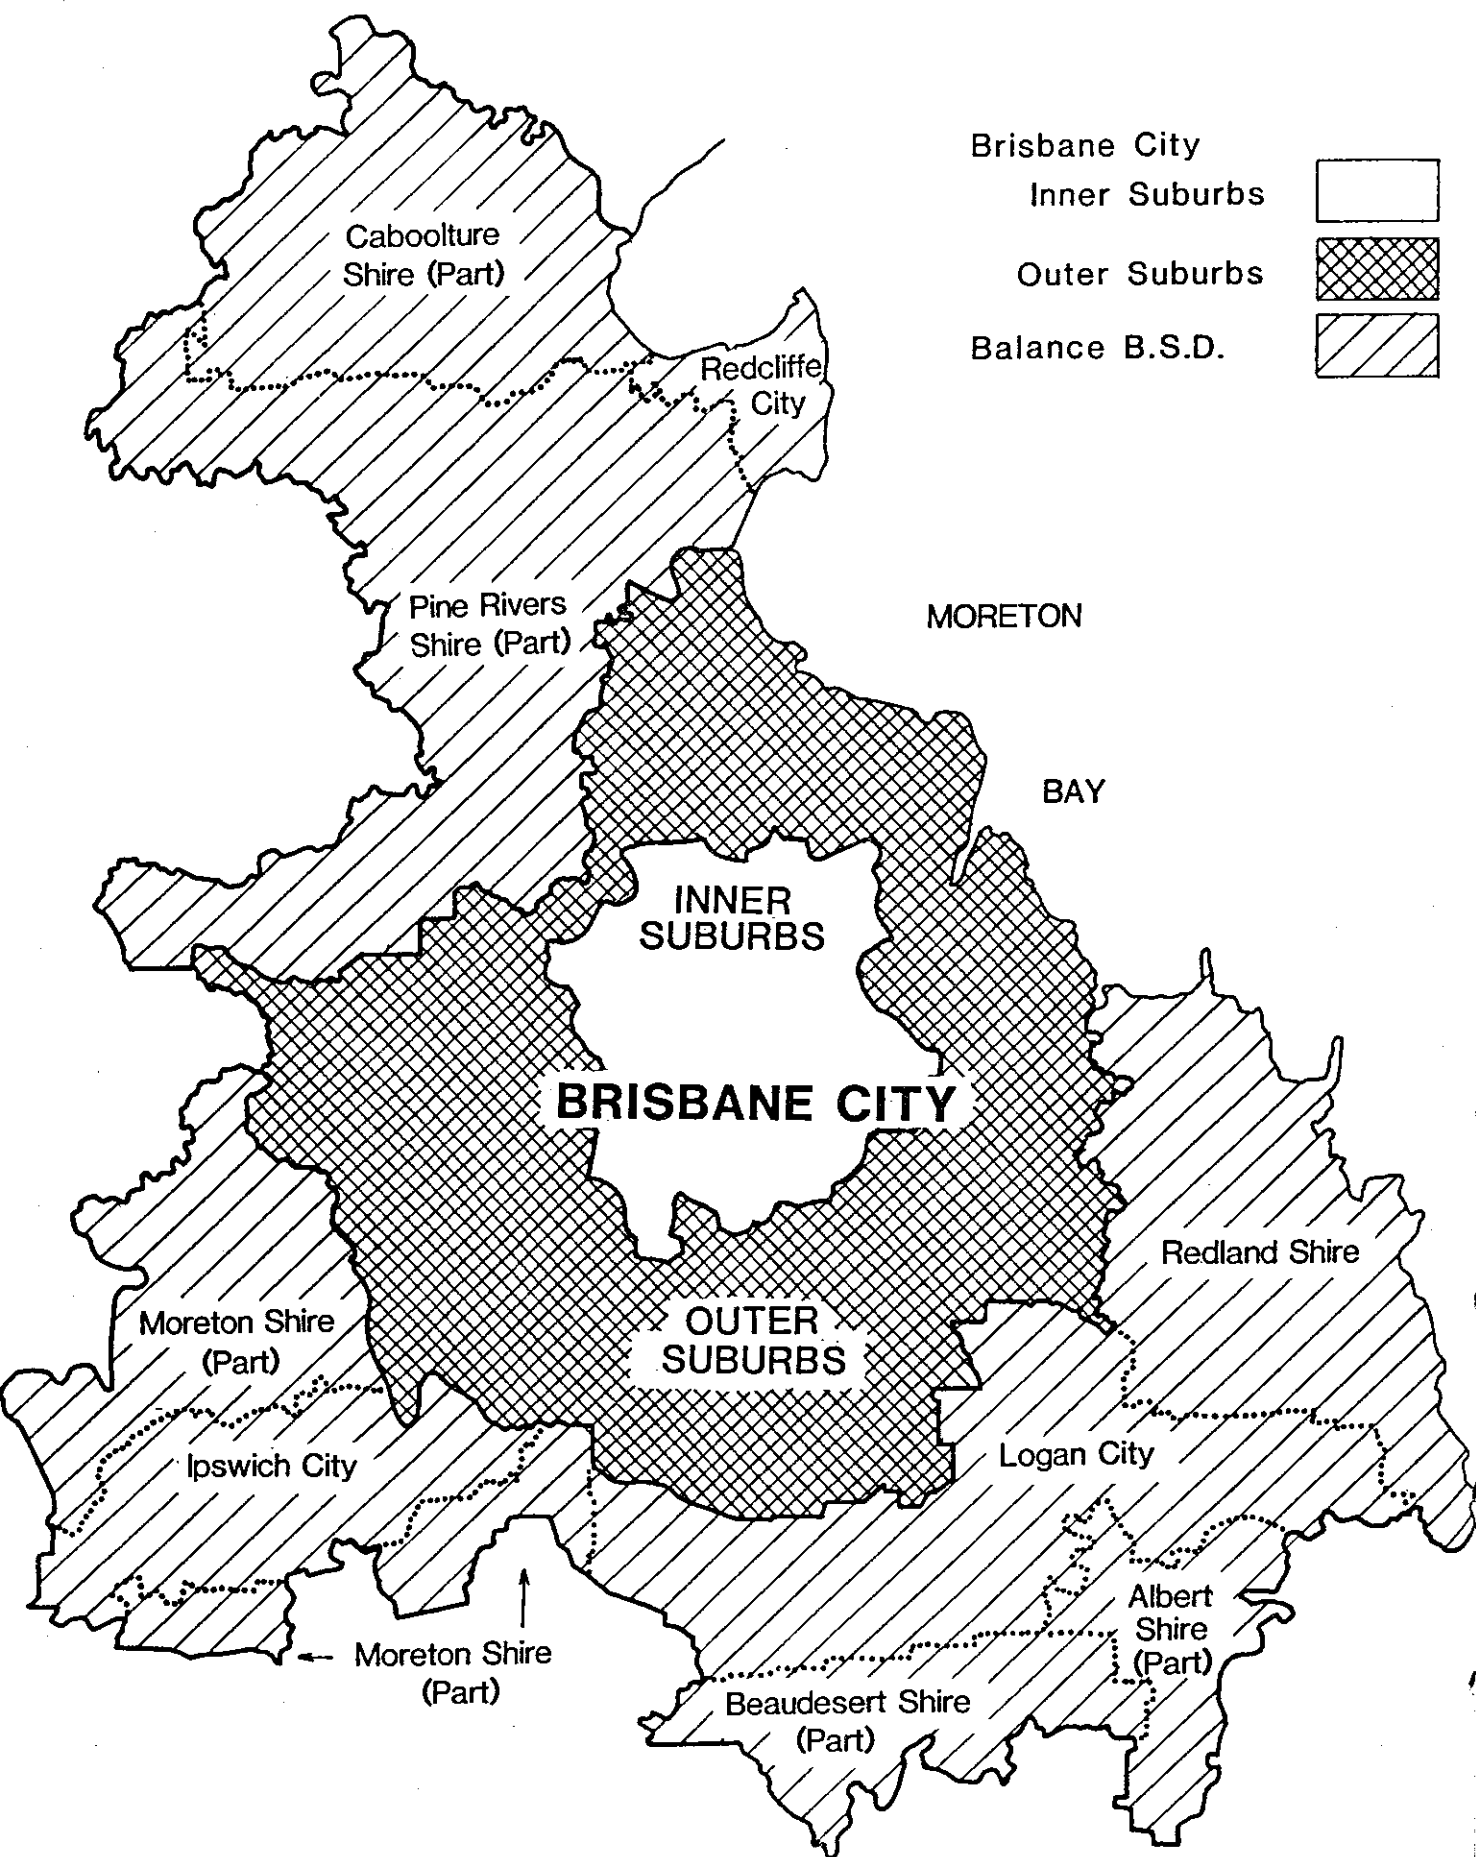 Brisbane City
Inner Suburbs
Outer Suburbs
Balance B.S.D.
Caboolture
Shire (Part)
Redcliffe
City
Pine Rivers
Shire (Part)
MORETON
BAY
INNER
SUBURBS
BRISBANE CITY
Redland Shire
OUTER
SUBURBS
Moreton Shire
(Part)
Ipswich City
Logan City
Albert
Shire
(Part)
Moreton Shire
(Part)
Beaudesert Shire
(Part)